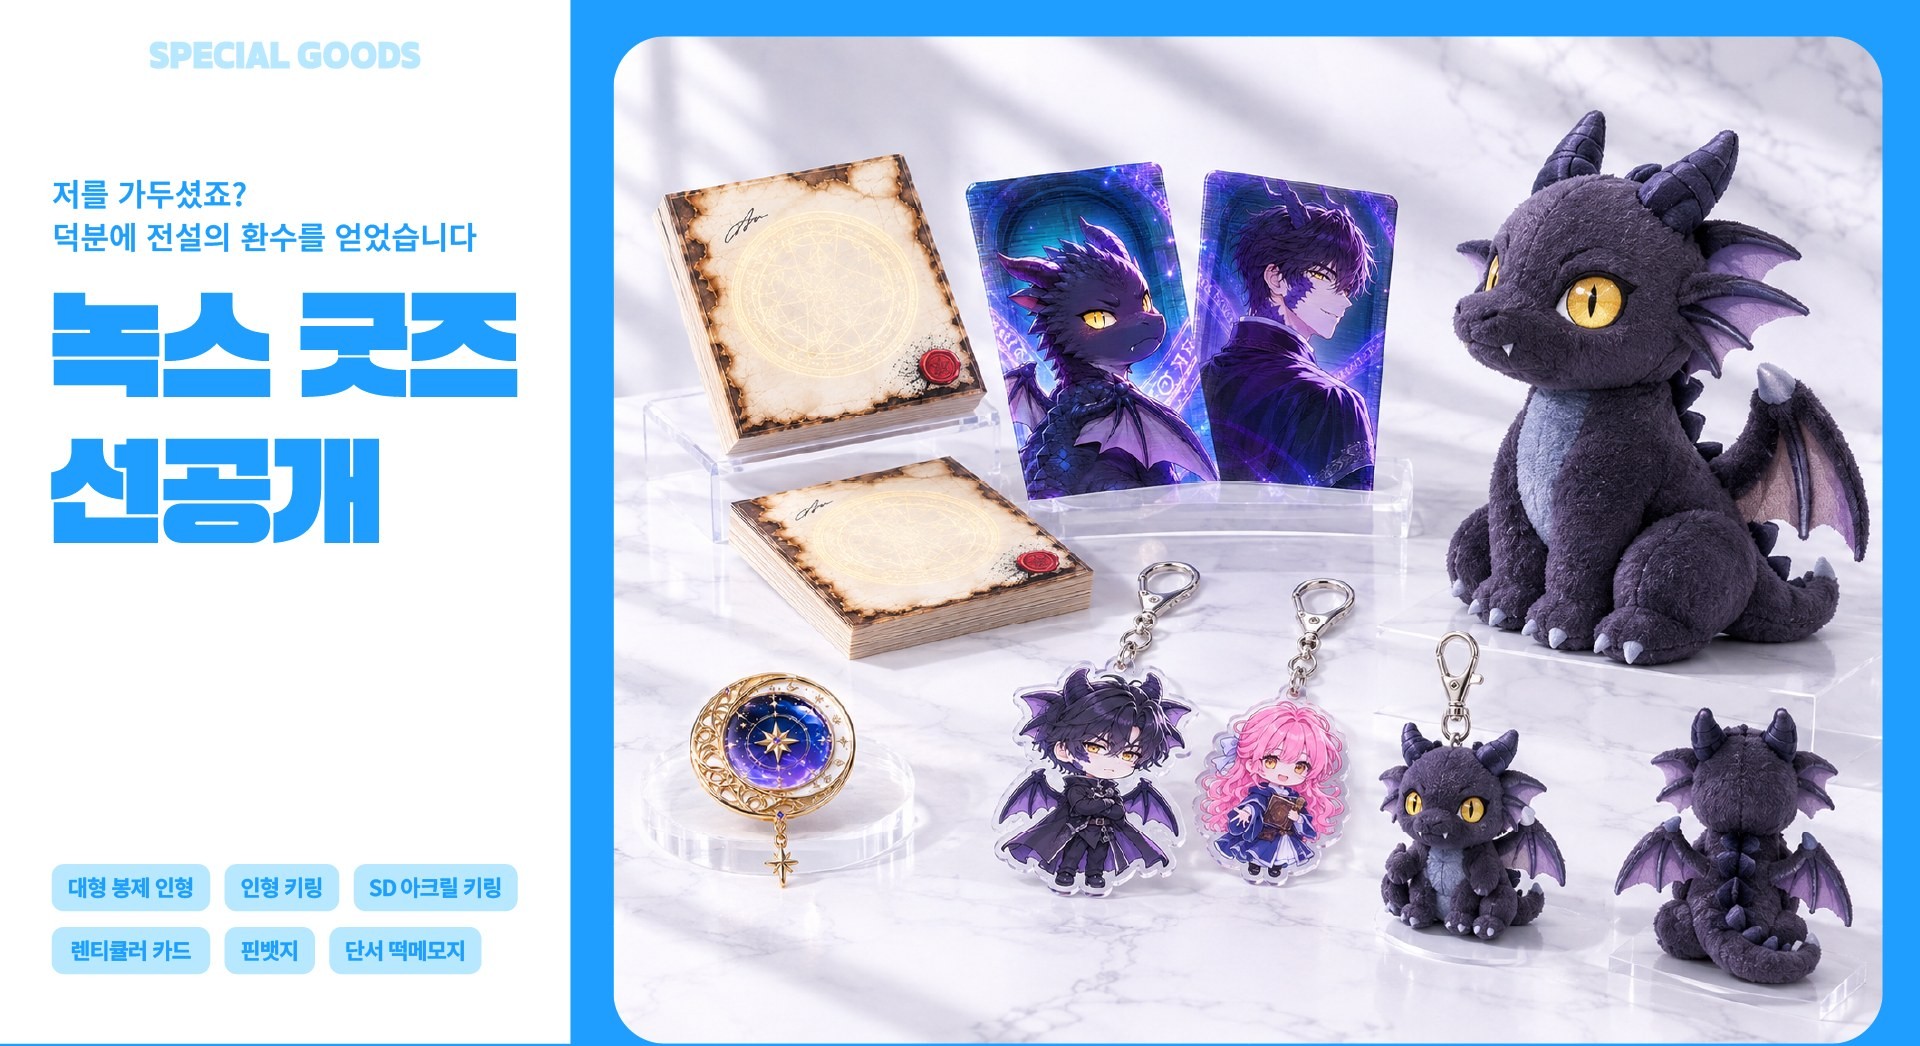 SPECIAL GOODS
저를 가두셨죠?
덕분에 전설의 환수를 얻었습니다
녹스 굿즈
선공개
대형 봉제 인형
인형 키링
SD 아크릴 키링
렌티큘러 카드
핀뱃지
단서 떡메모지